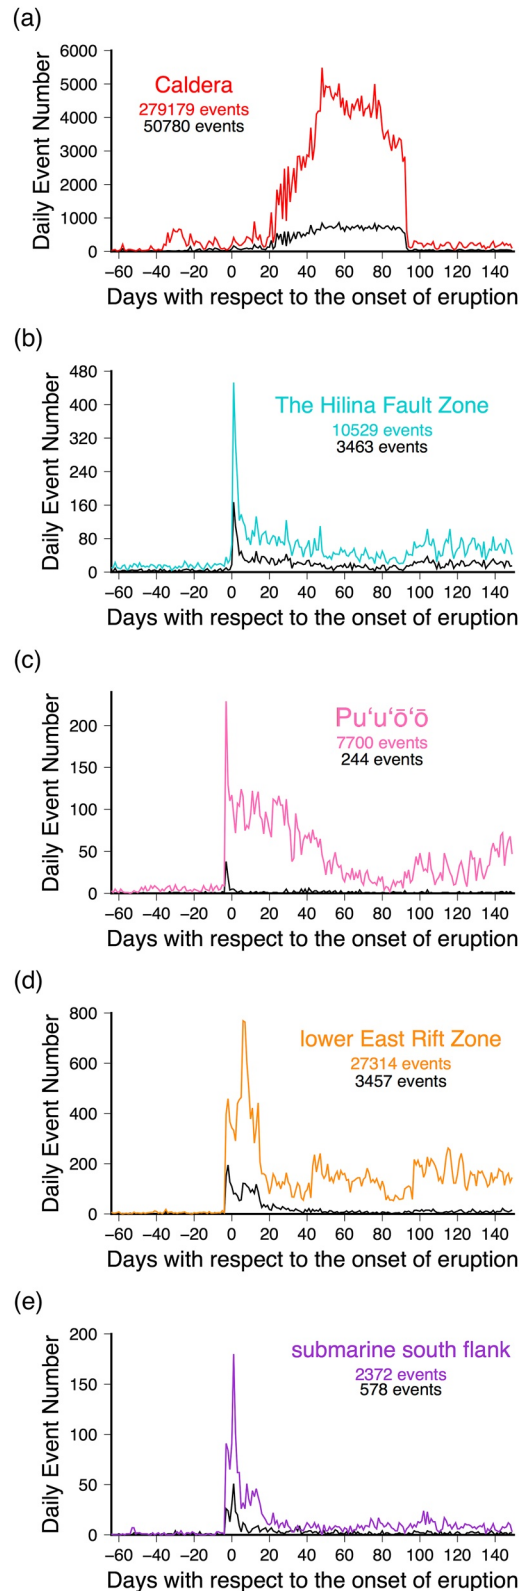 (a)
Daily Event Number
6000
5000
4000
3000
2000
1000
0
Caldera
279179 events
50780 events
−60 −40 −20 0 20 40 60 80 100 120 140
Days with respect to the onset of eruption
(b)
Daily Event Number
480
400
320
240
160
80
0
The Hilina Fault Zone
10529 events
3463 events
−60 −40 −20 0 20 40 60 80 100 120 140
Days with respect to the onset of eruption
(c)
Daily Event Number
200
150
100
50
0
Pu‘u‘ō‘ō
7700 events
244 events
−60 −40 −20 0 20 40 60 80 100 120 140
Days with respect to the onset of eruption
(d)
Daily Event Number
800
600
400
200
0
lower East Rift Zone
27314 events
3457 events
−60 −40 −20 0 20 40 60 80 100 120 140
Days with respect to the onset of eruption
(e)
Daily Event Number
200
150
100
50
0
submarine south flank
2372 events
578 events
−60 −40 −20 0 20 40 60 80 100 120 140
Days with respect to the onset of eruption